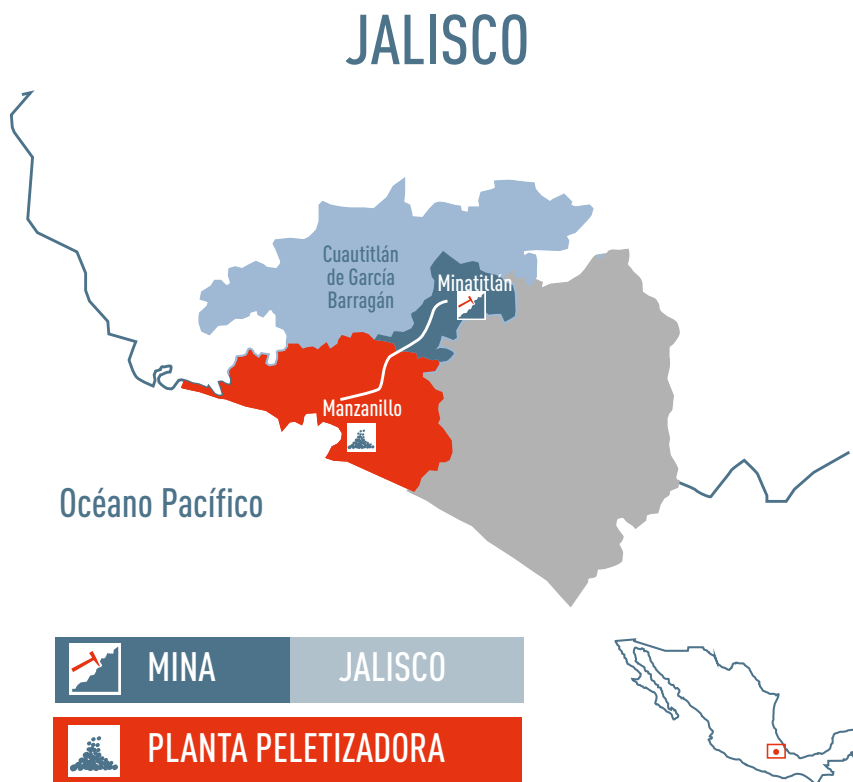 JALISCO
Cuautitlán
de García
Barragán
Minatitlán
Manzanillo
Océano Pacífico
MINA
JALISCO
PLANTA PELETIZADORA